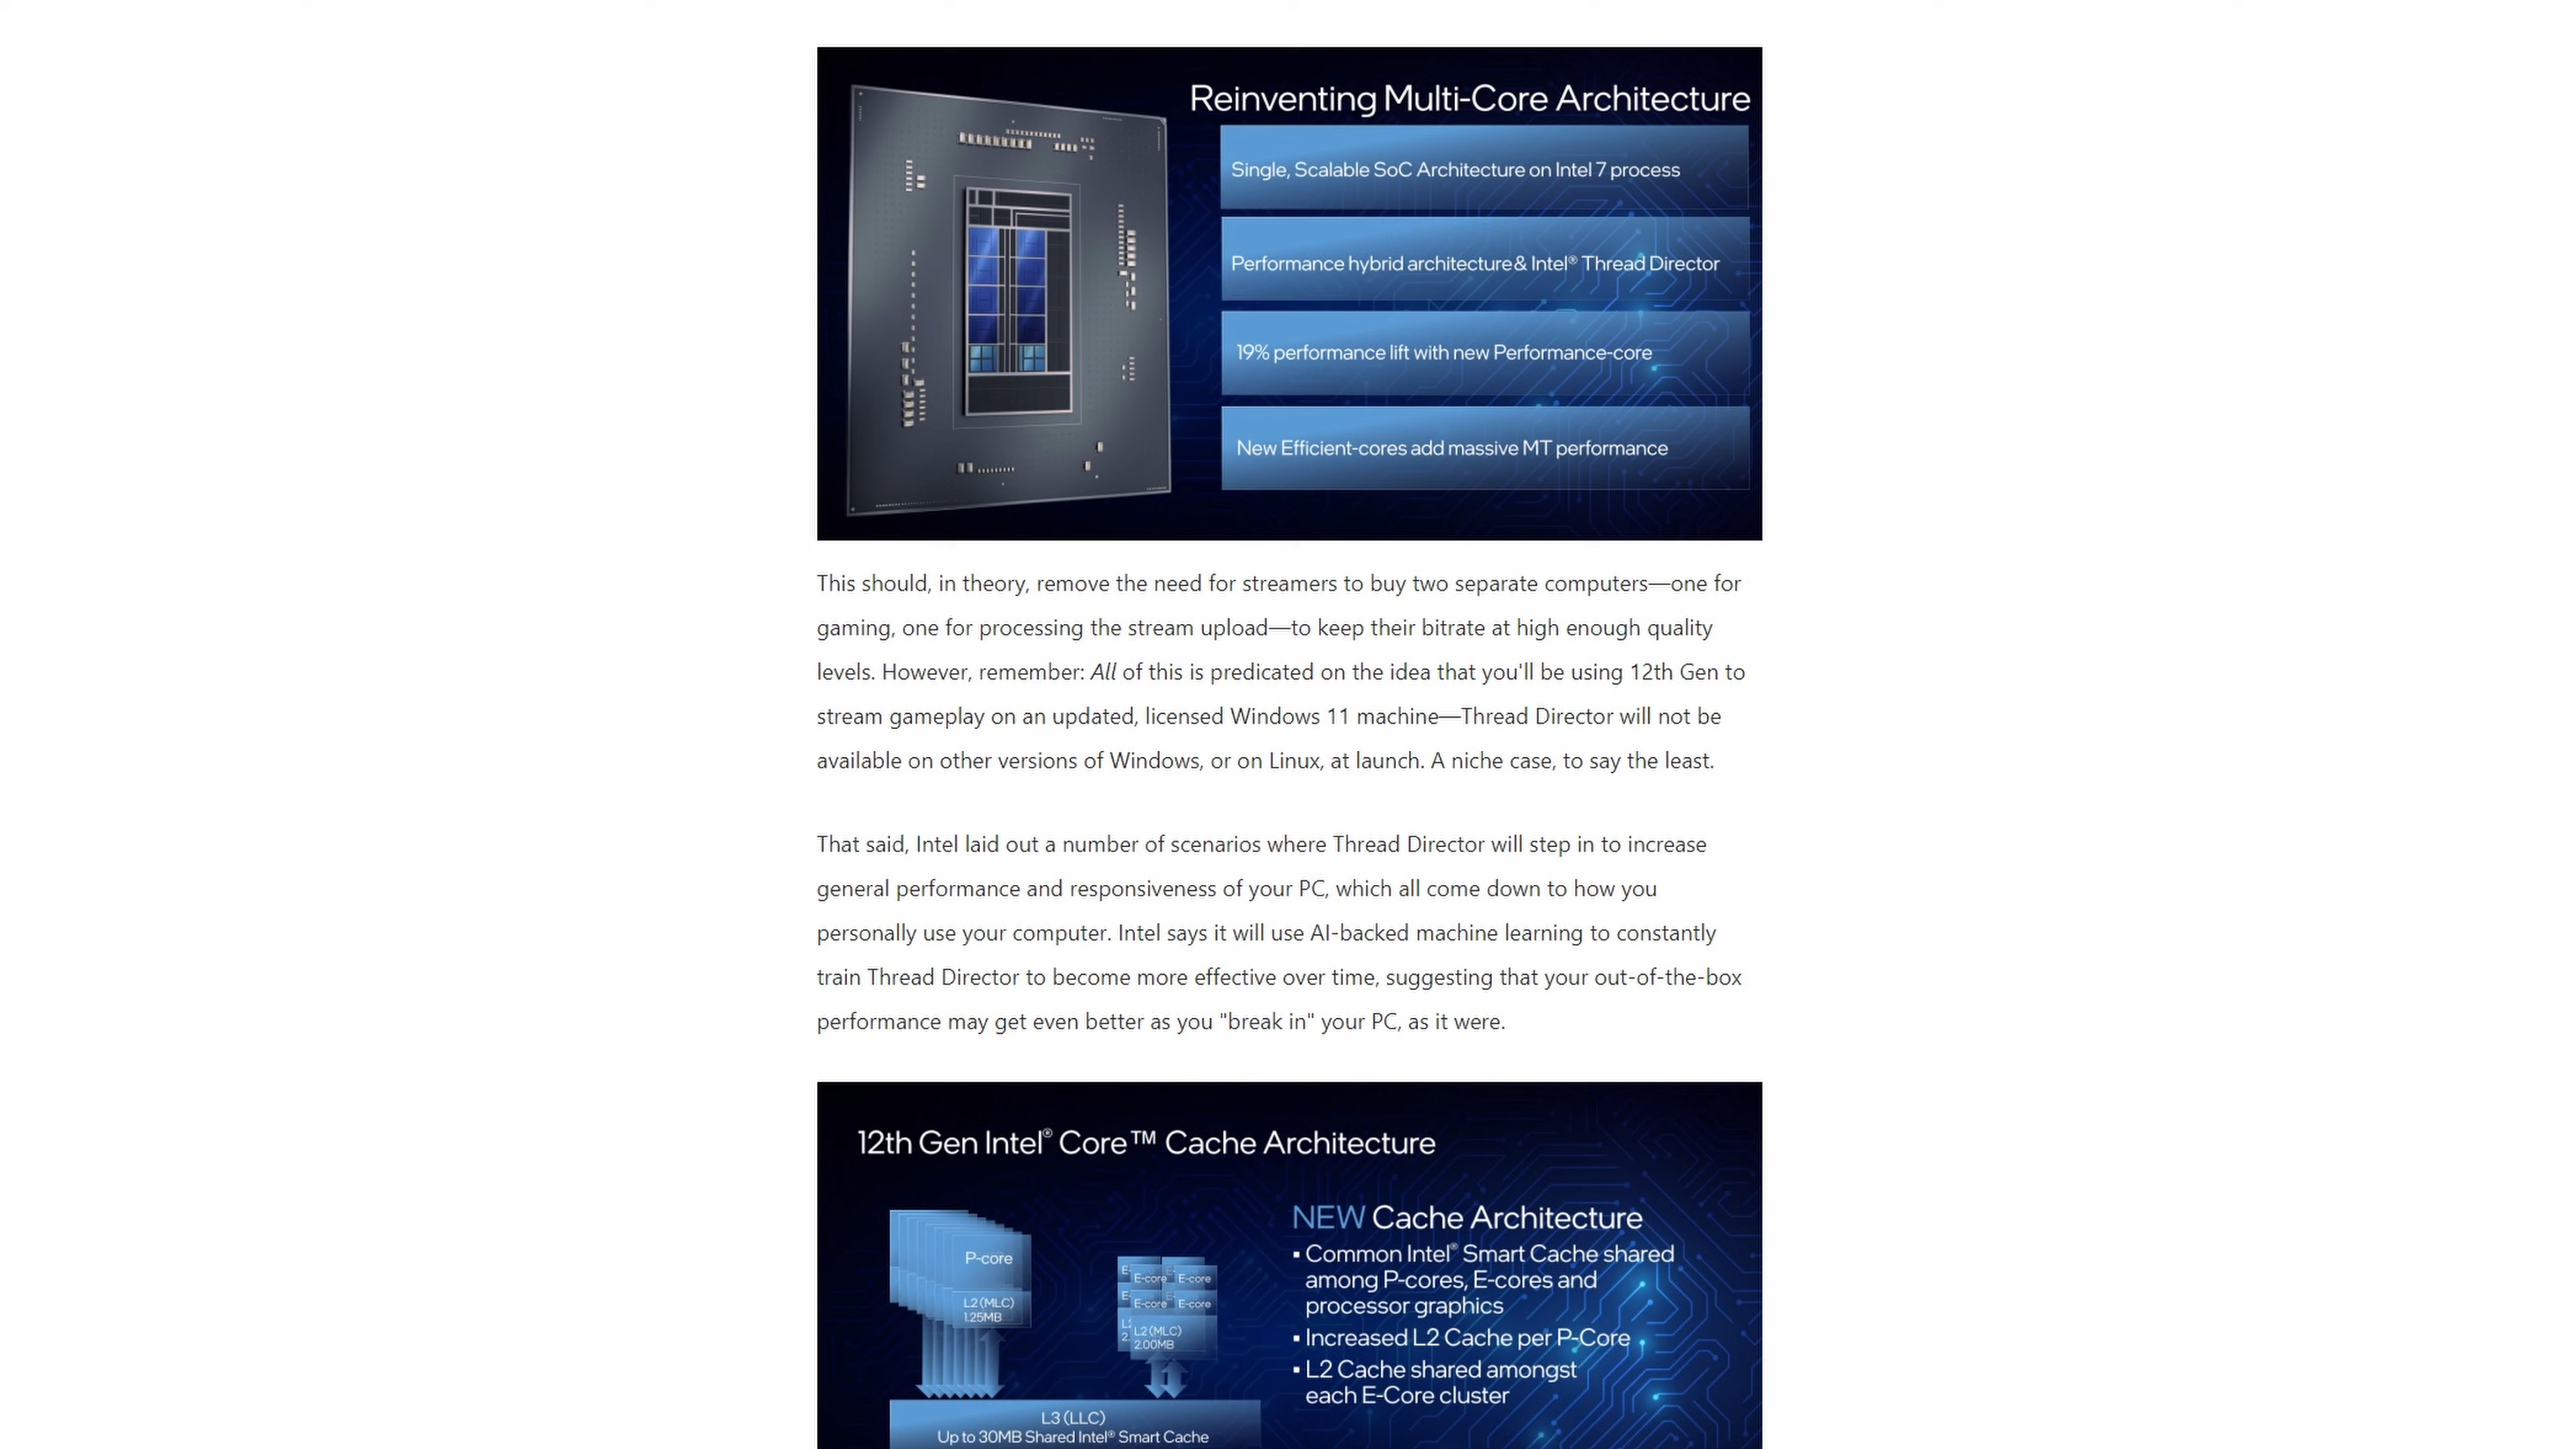 Reinventing Multi-Core Architecture
Single, Scalable SoC Architecture on Intel 7 process
Performance hybrid architecture & Intel® Thread Director
19% performance lift with new Performance-core
New Efficient-cores add massive MT performance
This should, in theory, remove the need for streamers to buy two separate computers—one for
gaming, one for processing the stream upload—to keep their bitrate at high enough quality
levels. However, remember: All of this is predicated on the idea that you'll be using 12th Gen to
stream gameplay on an updated, licensed Windows 11 machine—Thread Director will not be
available on other versions of Windows, or on Linux, at launch. A niche case, to say the least.
That said, Intel laid out a number of scenarios where Thread Director will step in to increase
general performance and responsiveness of your PC, which all come down to how you
personally use your computer. Intel says it will use AI-backed machine learning to constantly
train Thread Director to become more effective over time, suggesting that your out-of-the-box
performance may get even better as you "break in" your PC, as it were.
12th Gen Intel® Core™ Cache Architecture
P-core
L2 (MLC)
1.25MB
E-core E-core
E-core E-core
L2 (MLC)
2.00MB
L3 (LLC)
Up to 30MB Shared Intel® Smart Cache
NEW Cache Architecture
▪ Common Intel® Smart Cache shared
among P-cores, E-cores and
processor graphics
▪ Increased L2 Cache per P-Core
▪ L2 Cache shared amongst
each E-Core cluster